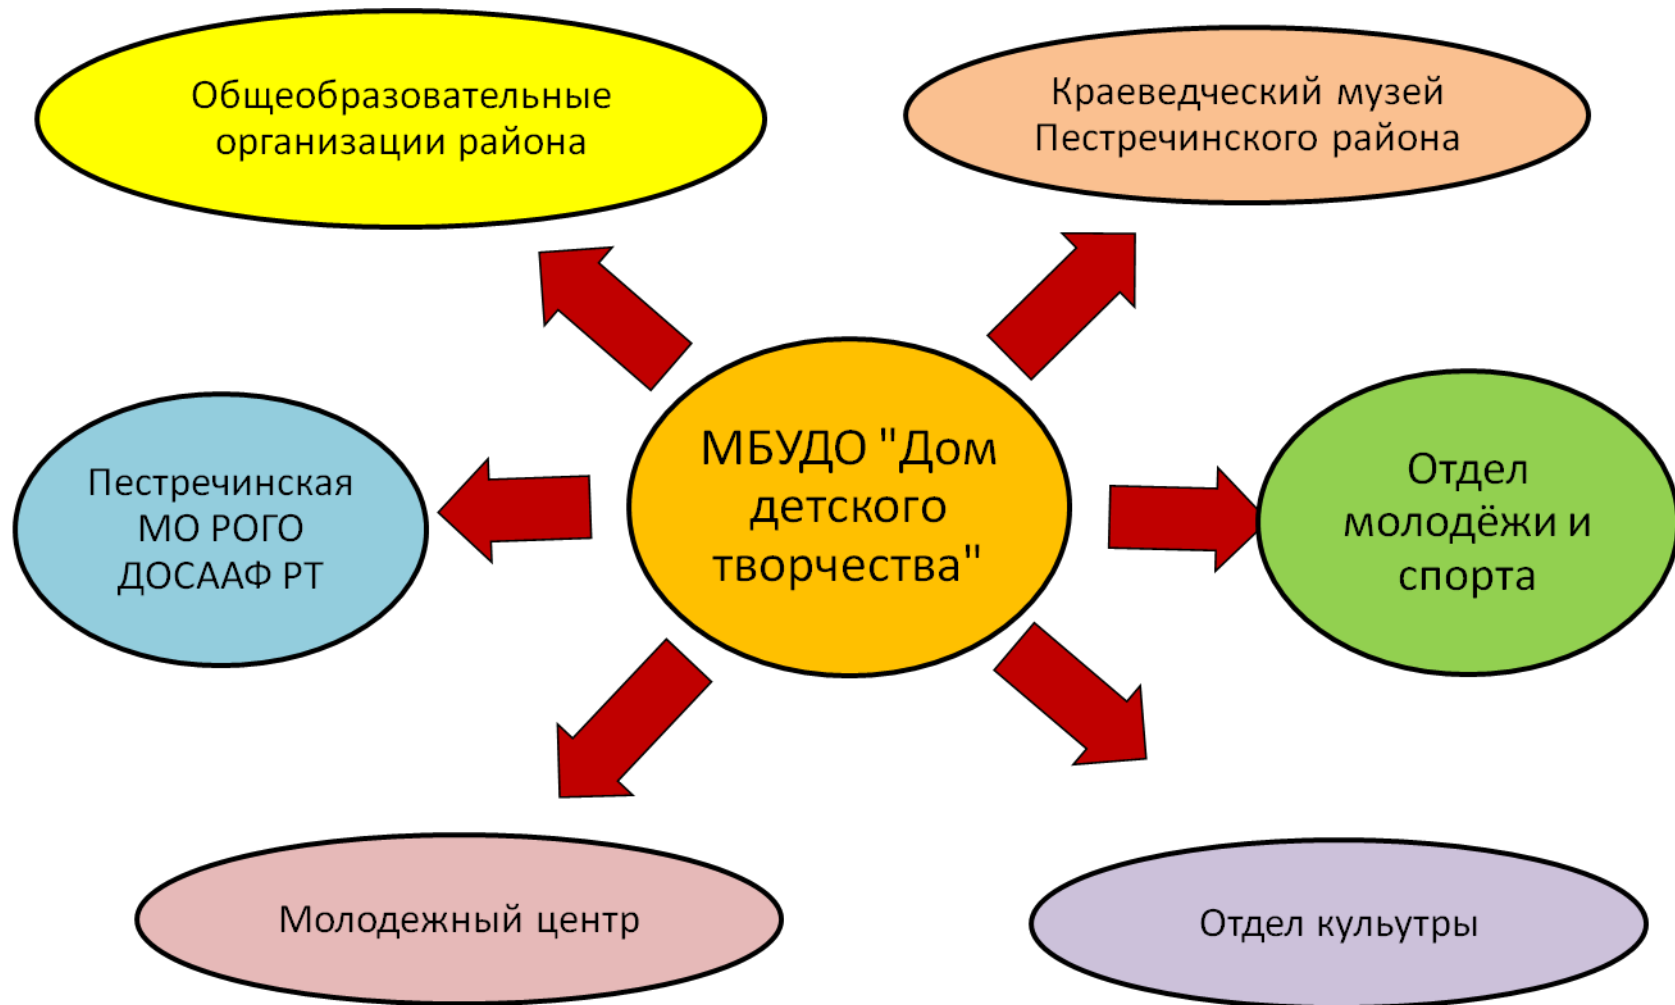 Общеобразовательные
организации района
Краеведческий музей
Пестречинского района
МБУДО "Дом
детского
творчества"
Пестречинская
МО РОГО
ДОСААФ РТ
Отдел
молодёжи и
спорта
Молодежный центр
Отдел кульутры